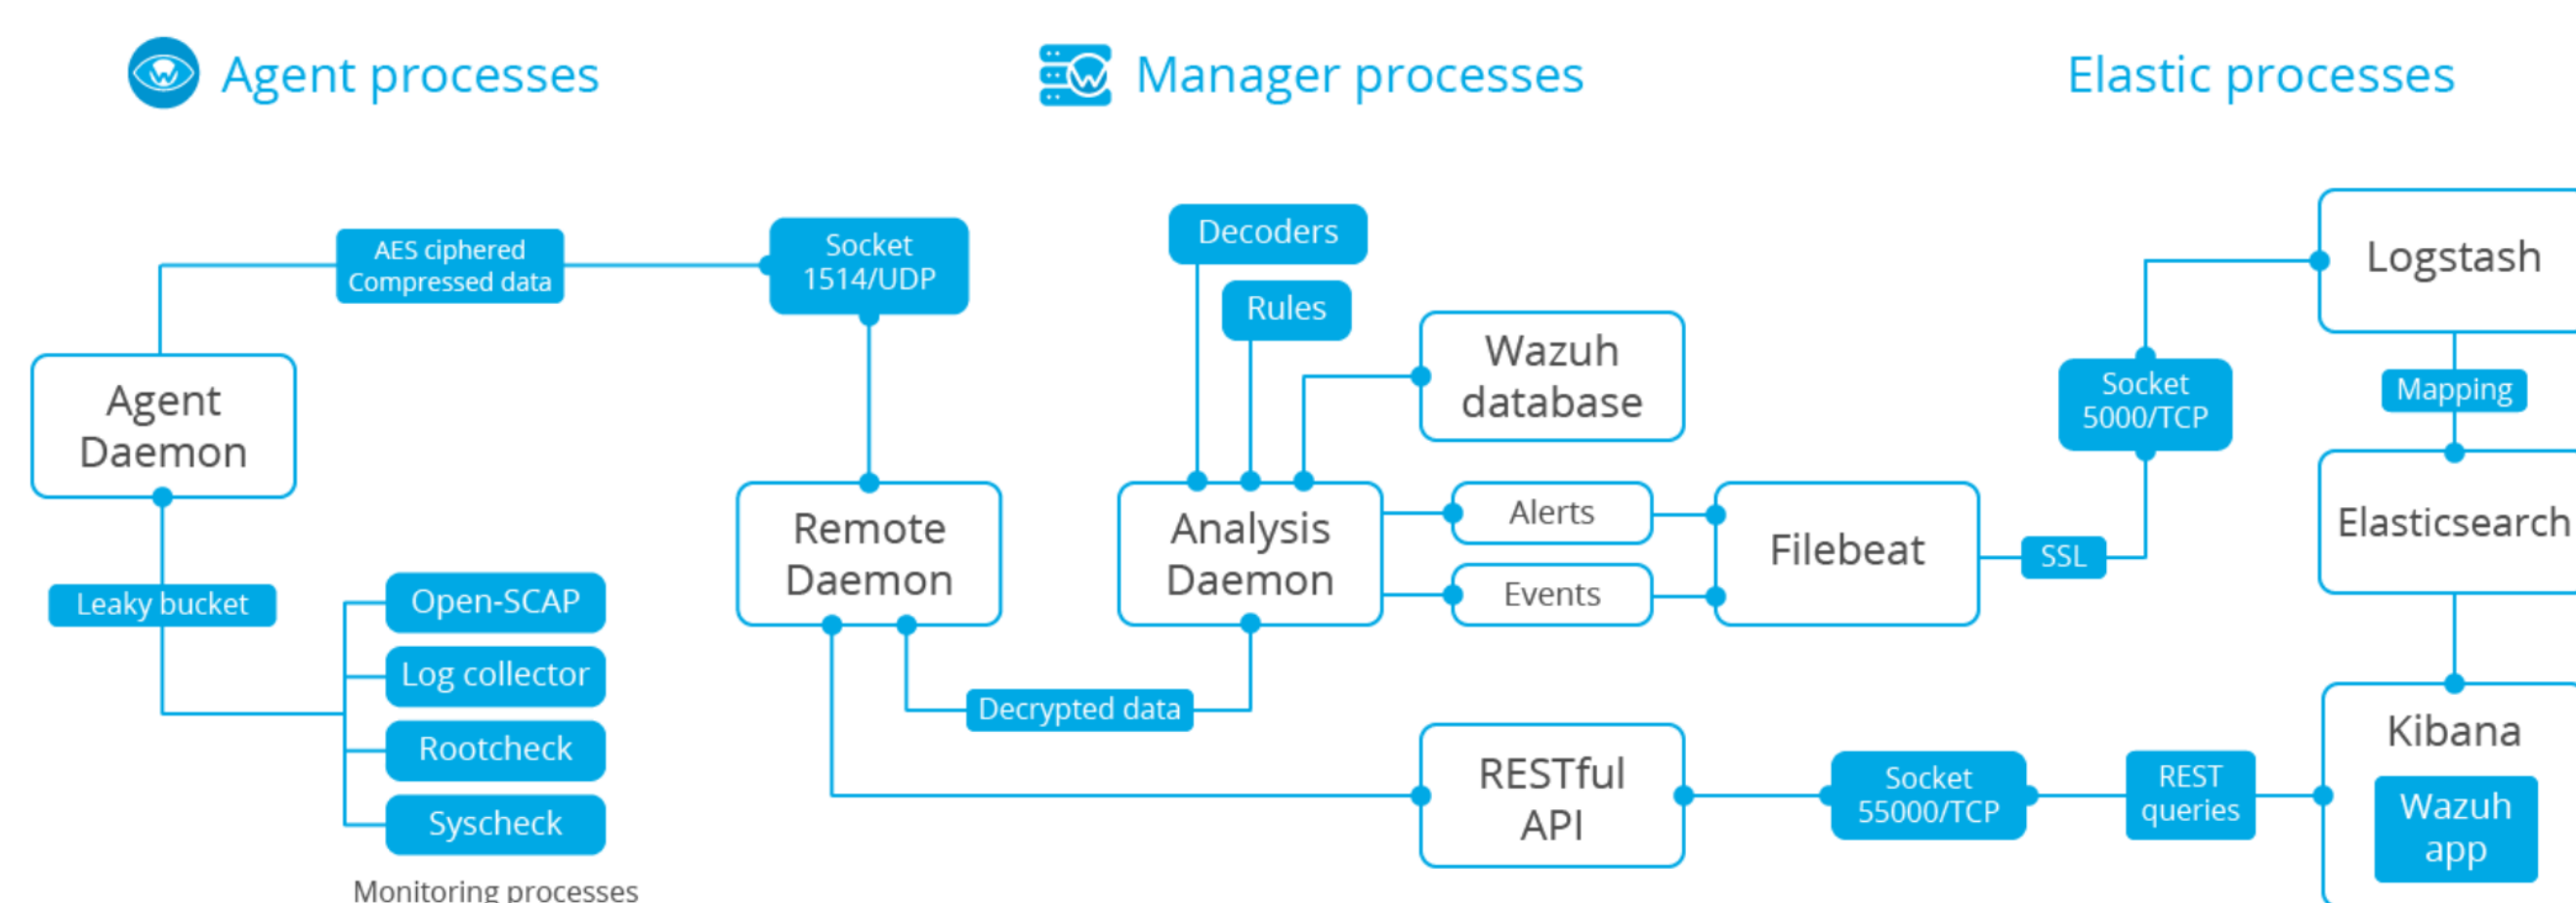 Agent processes
Manager processes
Elastic processes
AES ciphered
Compressed data
Socket
1514/UDP
Agent
Daemon
Leaky bucket
Open-SCAP
Log collector
Rootcheck
Syscheck
Monitoring processes
Remote
Daemon
Decrypted data
Decoders
Rules
Wazuh
database
Analysis
Daemon
Alerts
Events
Filebeat
SSL
Socket
5000/TCP
Logstash
Mapping
Elasticsearch
Kibana
Wazuh
app
RESTful
API
Socket
55000/TCP
REST
queries